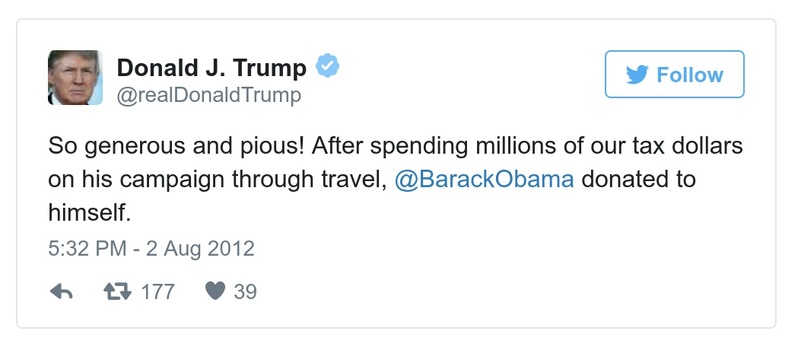 Donald J. Trump
@realDonaldTrump
Follow
So generous and pious! After spending millions of our tax dollars
on his campaign through travel, @BarackObama donated to
himself.
5:32 PM - 2 Aug 2012
177 39